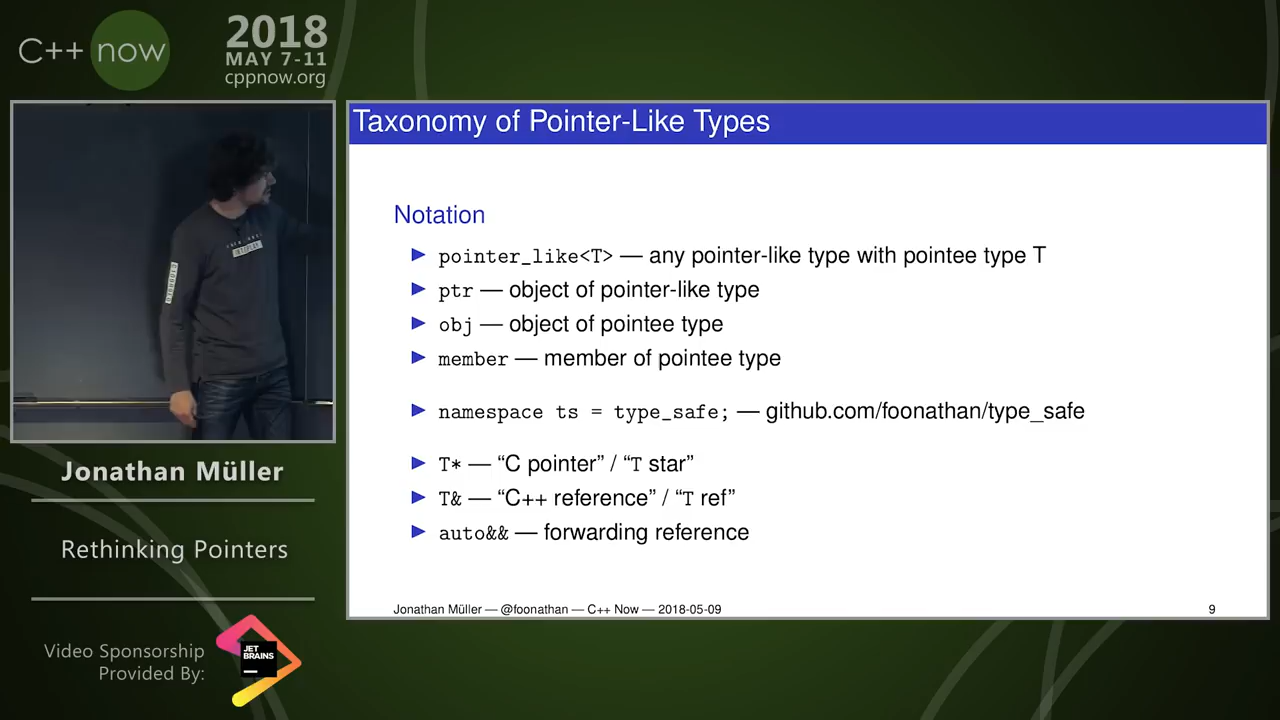 C++ now
2018
MAY 7-11
cppnow.org
Taxonomy of Pointer-Like Types
Notation
pointer_like<T> — any pointer-like type with pointee type T
ptr — object of pointer-like type
obj — object of pointee type
member — member of pointee type
namespace ts = type_safe; — github.com/foonathan/type_safe
T* — “C pointer” / “T star”
T& — “C++ reference” / “T ref”
auto&& — forwarding reference
Jonathan Müller — @foonathan — C++ Now — 2018-05-09
9
Jonathan Müller
Rethinking Pointers
Video Sponsorship
Provided By:
JET
BRAINS